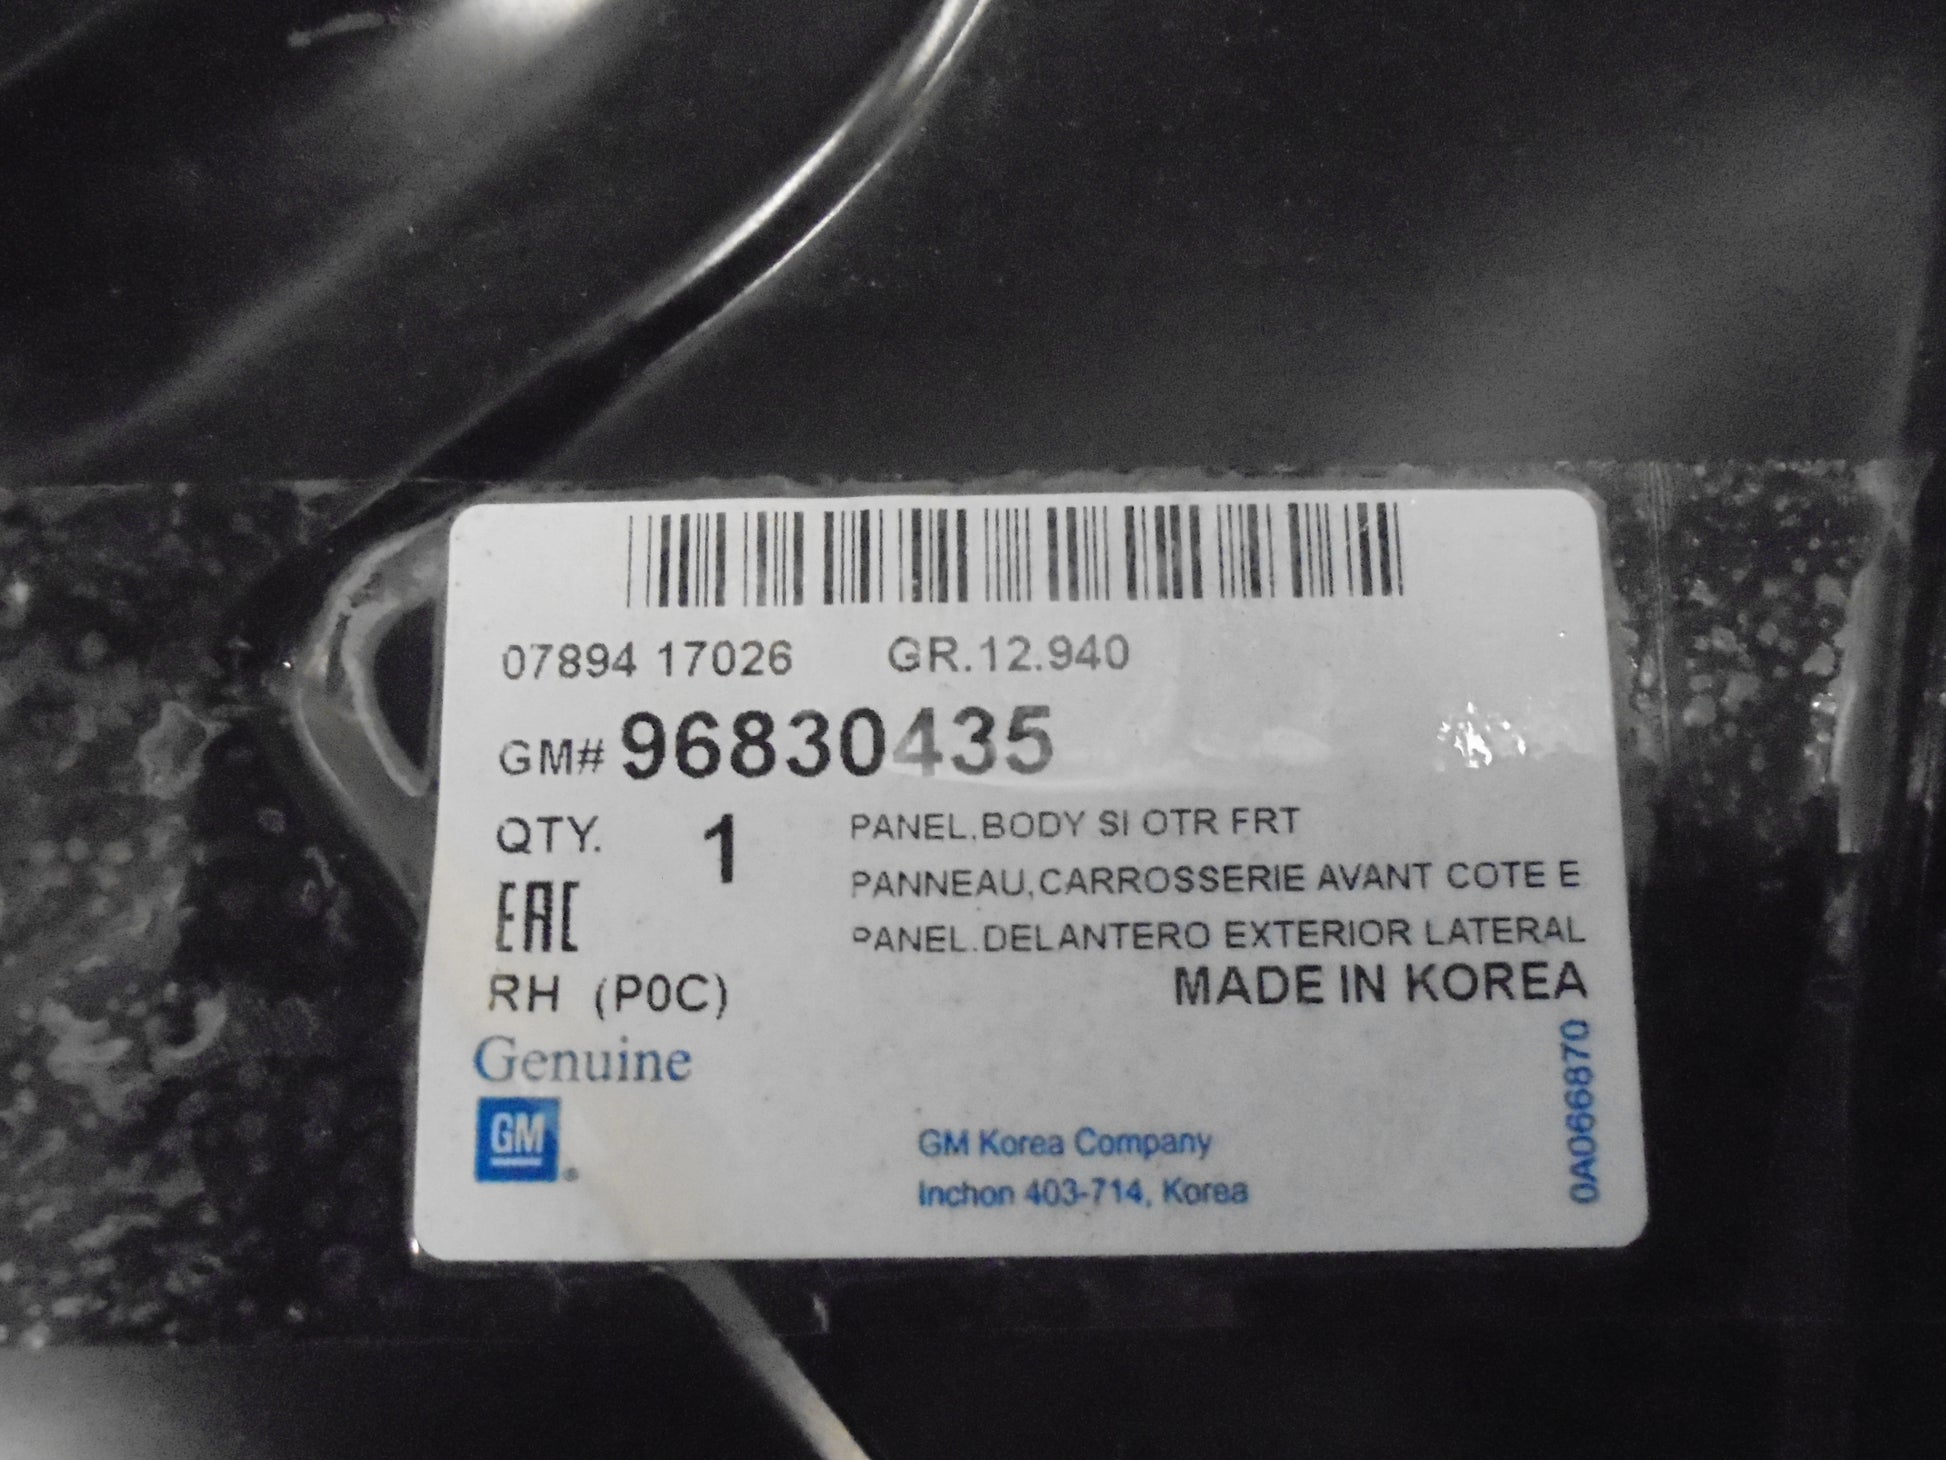 07894 17026 GR.12.940
GM# 96830435
QTY. 1 PANEL,BODY SI OTR FRT
PANNEAU,CARROSSERIE AVANT COTE E
PANEL.DELANTERO EXTERIOR LATERAL
EAC
RH (P0C)
MADE IN KOREA
Genuine
GM
GM Korea Company
Inchon 403-714, Korea
0A066870